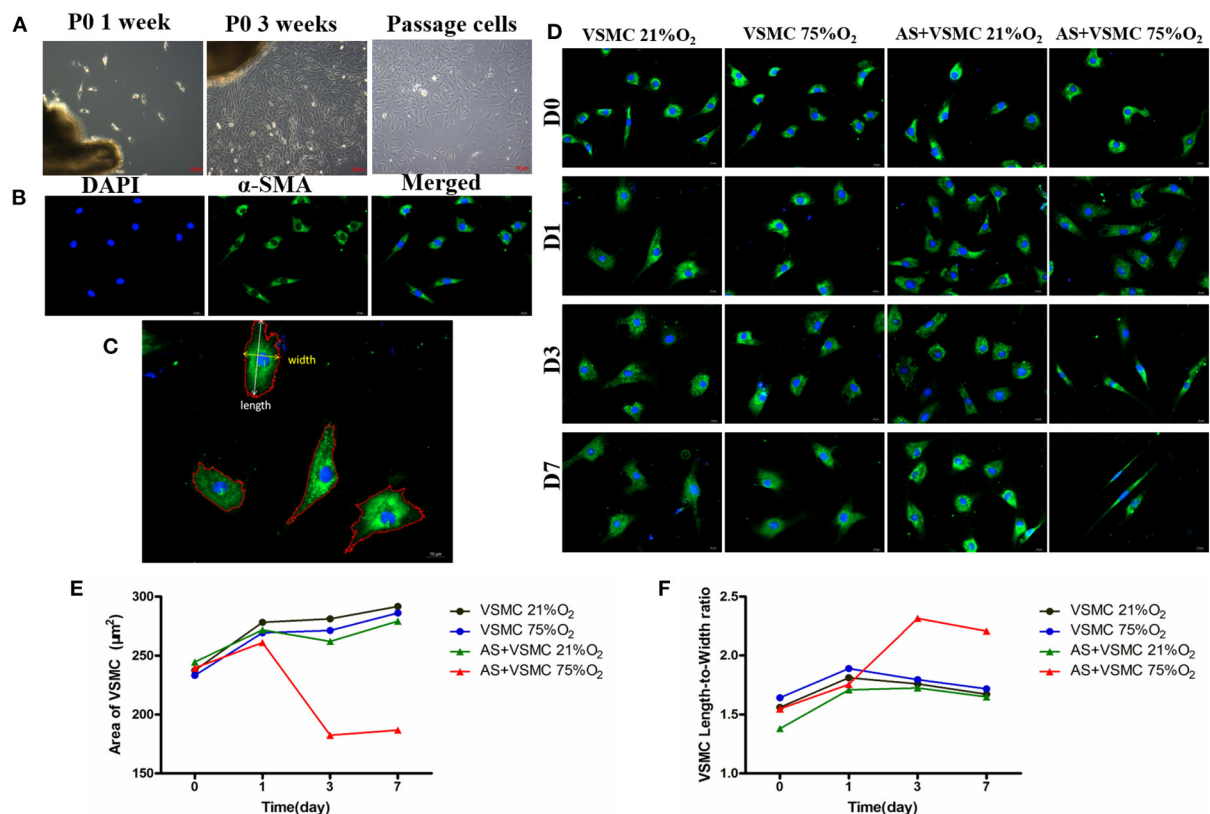 A
P0 1 week
P0 3 weeks
Passage cells
B
DAPI
α-SMA
Merged
C
width
length
10 µm
D
VSMC 21%O₂
VSMC 75%O₂
AS+VSMC 21%O₂
AS+VSMC 75%O₂
D0
D1
D3
D7
E
Area of VSMC (µm²)
300
250
200
150
0
1
3
7
Time(day)
VSMC 21%O₂
VSMC 75%O₂
AS+VSMC 21%O₂
AS+VSMC 75%O₂
F
VSMC Length-to-Width ratio
2.5
2.0
1.5
1.0
0
1
3
7
Time(day)
VSMC 21%O₂
VSMC 75%O₂
AS+VSMC 21%O₂
AS+VSMC 75%O₂